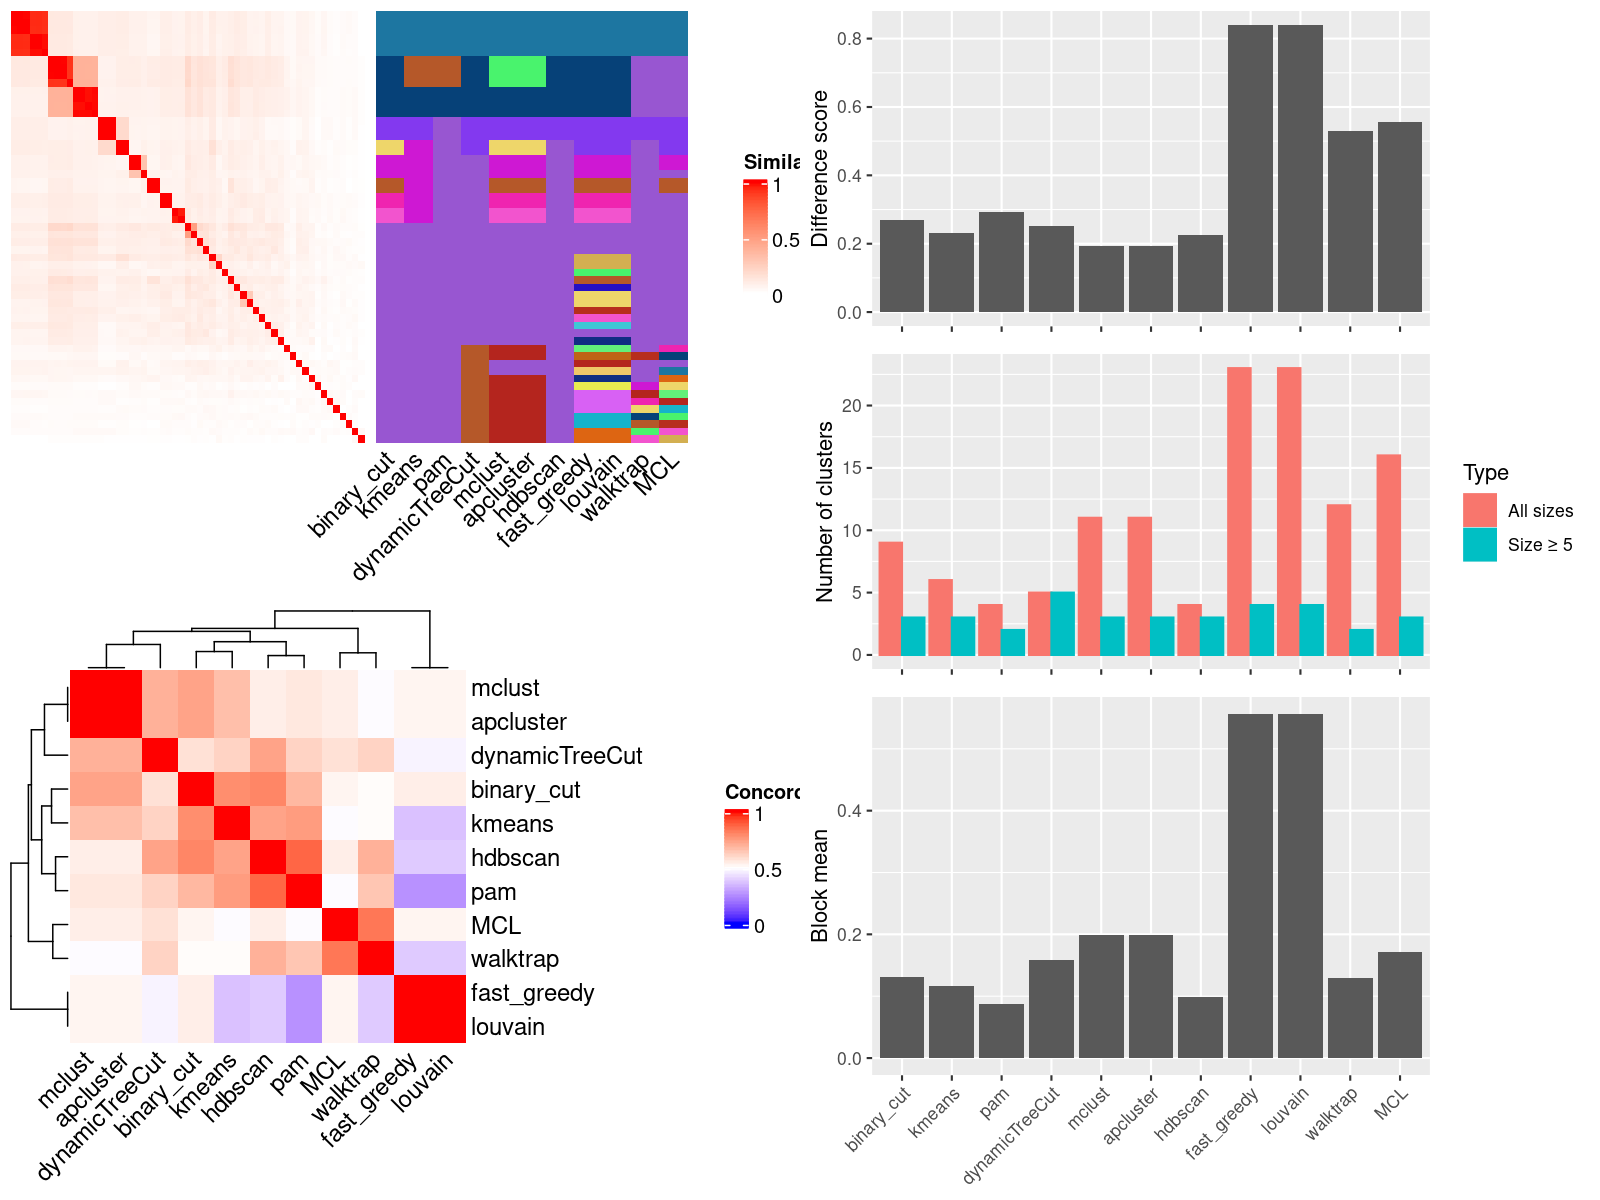 Simila
1
0.5
0
binary_cut
kmeans
pam
dynamicTreeCut
mclust
apcluster
hdbscan
fast_greedy
louvain
walktrap
MCL
mclust
apcluster
dynamicTreeCut
binary_cut
kmeans
hdbscan
pam
MCL
walktrap
fast_greedy
louvain
mclust
apcluster
dynamicTreeCut
binary_cut
kmeans
hdbscan
pam
MCL
walktrap
fast_greedy
louvain
Concord
1
0.5
0
Difference score
0.8
0.6
0.4
0.2
0.0
Number of clusters
20
15
10
5
0
Type
All sizes
Size ≥ 5
Block mean
0.4
0.2
0.0
binary_cut
kmeans
pam
dynamicTreeCut
mclust
apcluster
hdbscan
fast_greedy
louvain
walktrap
MCL